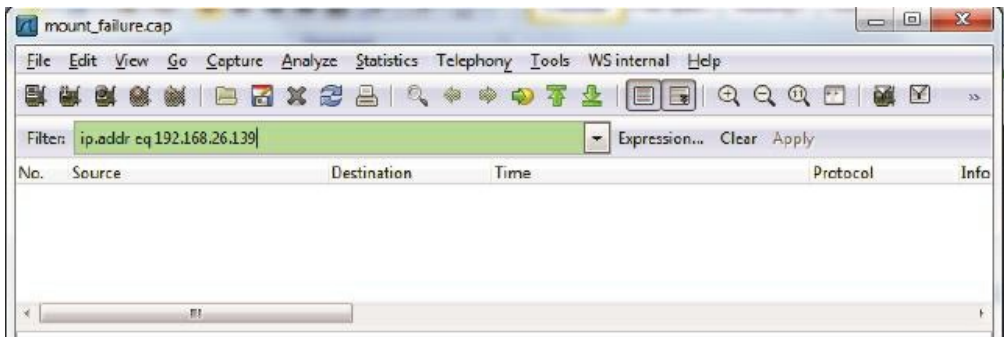 mount_failure.cap
File Edit View Go Capture Analyze Statistics Telephony Tools WS internal Help
Filter: ip.addr eq 192.168.26.139 Expression... Clear Apply
No. Source Destination Time Protocol Info